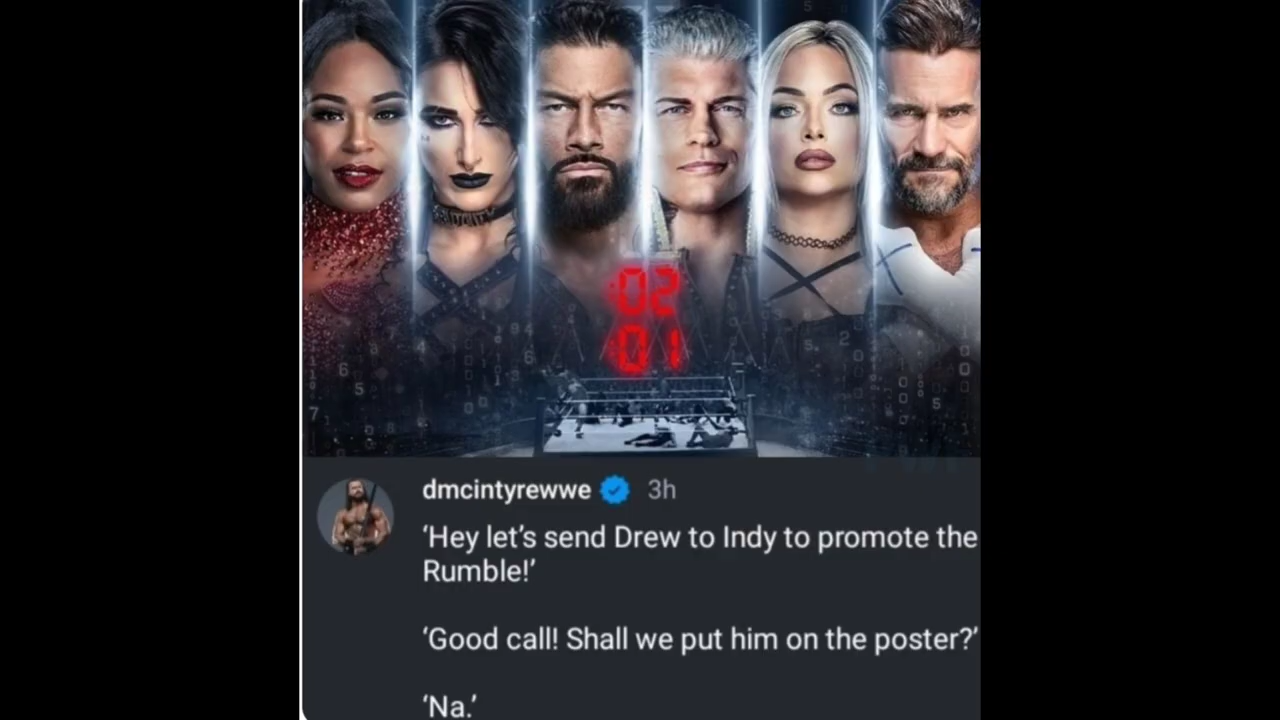 02
01
dmcintyrewwe 3h
‘Hey let’s send Drew to Indy to promote the
Rumble!’
‘Good call! Shall we put him on the poster?’
‘Na.’